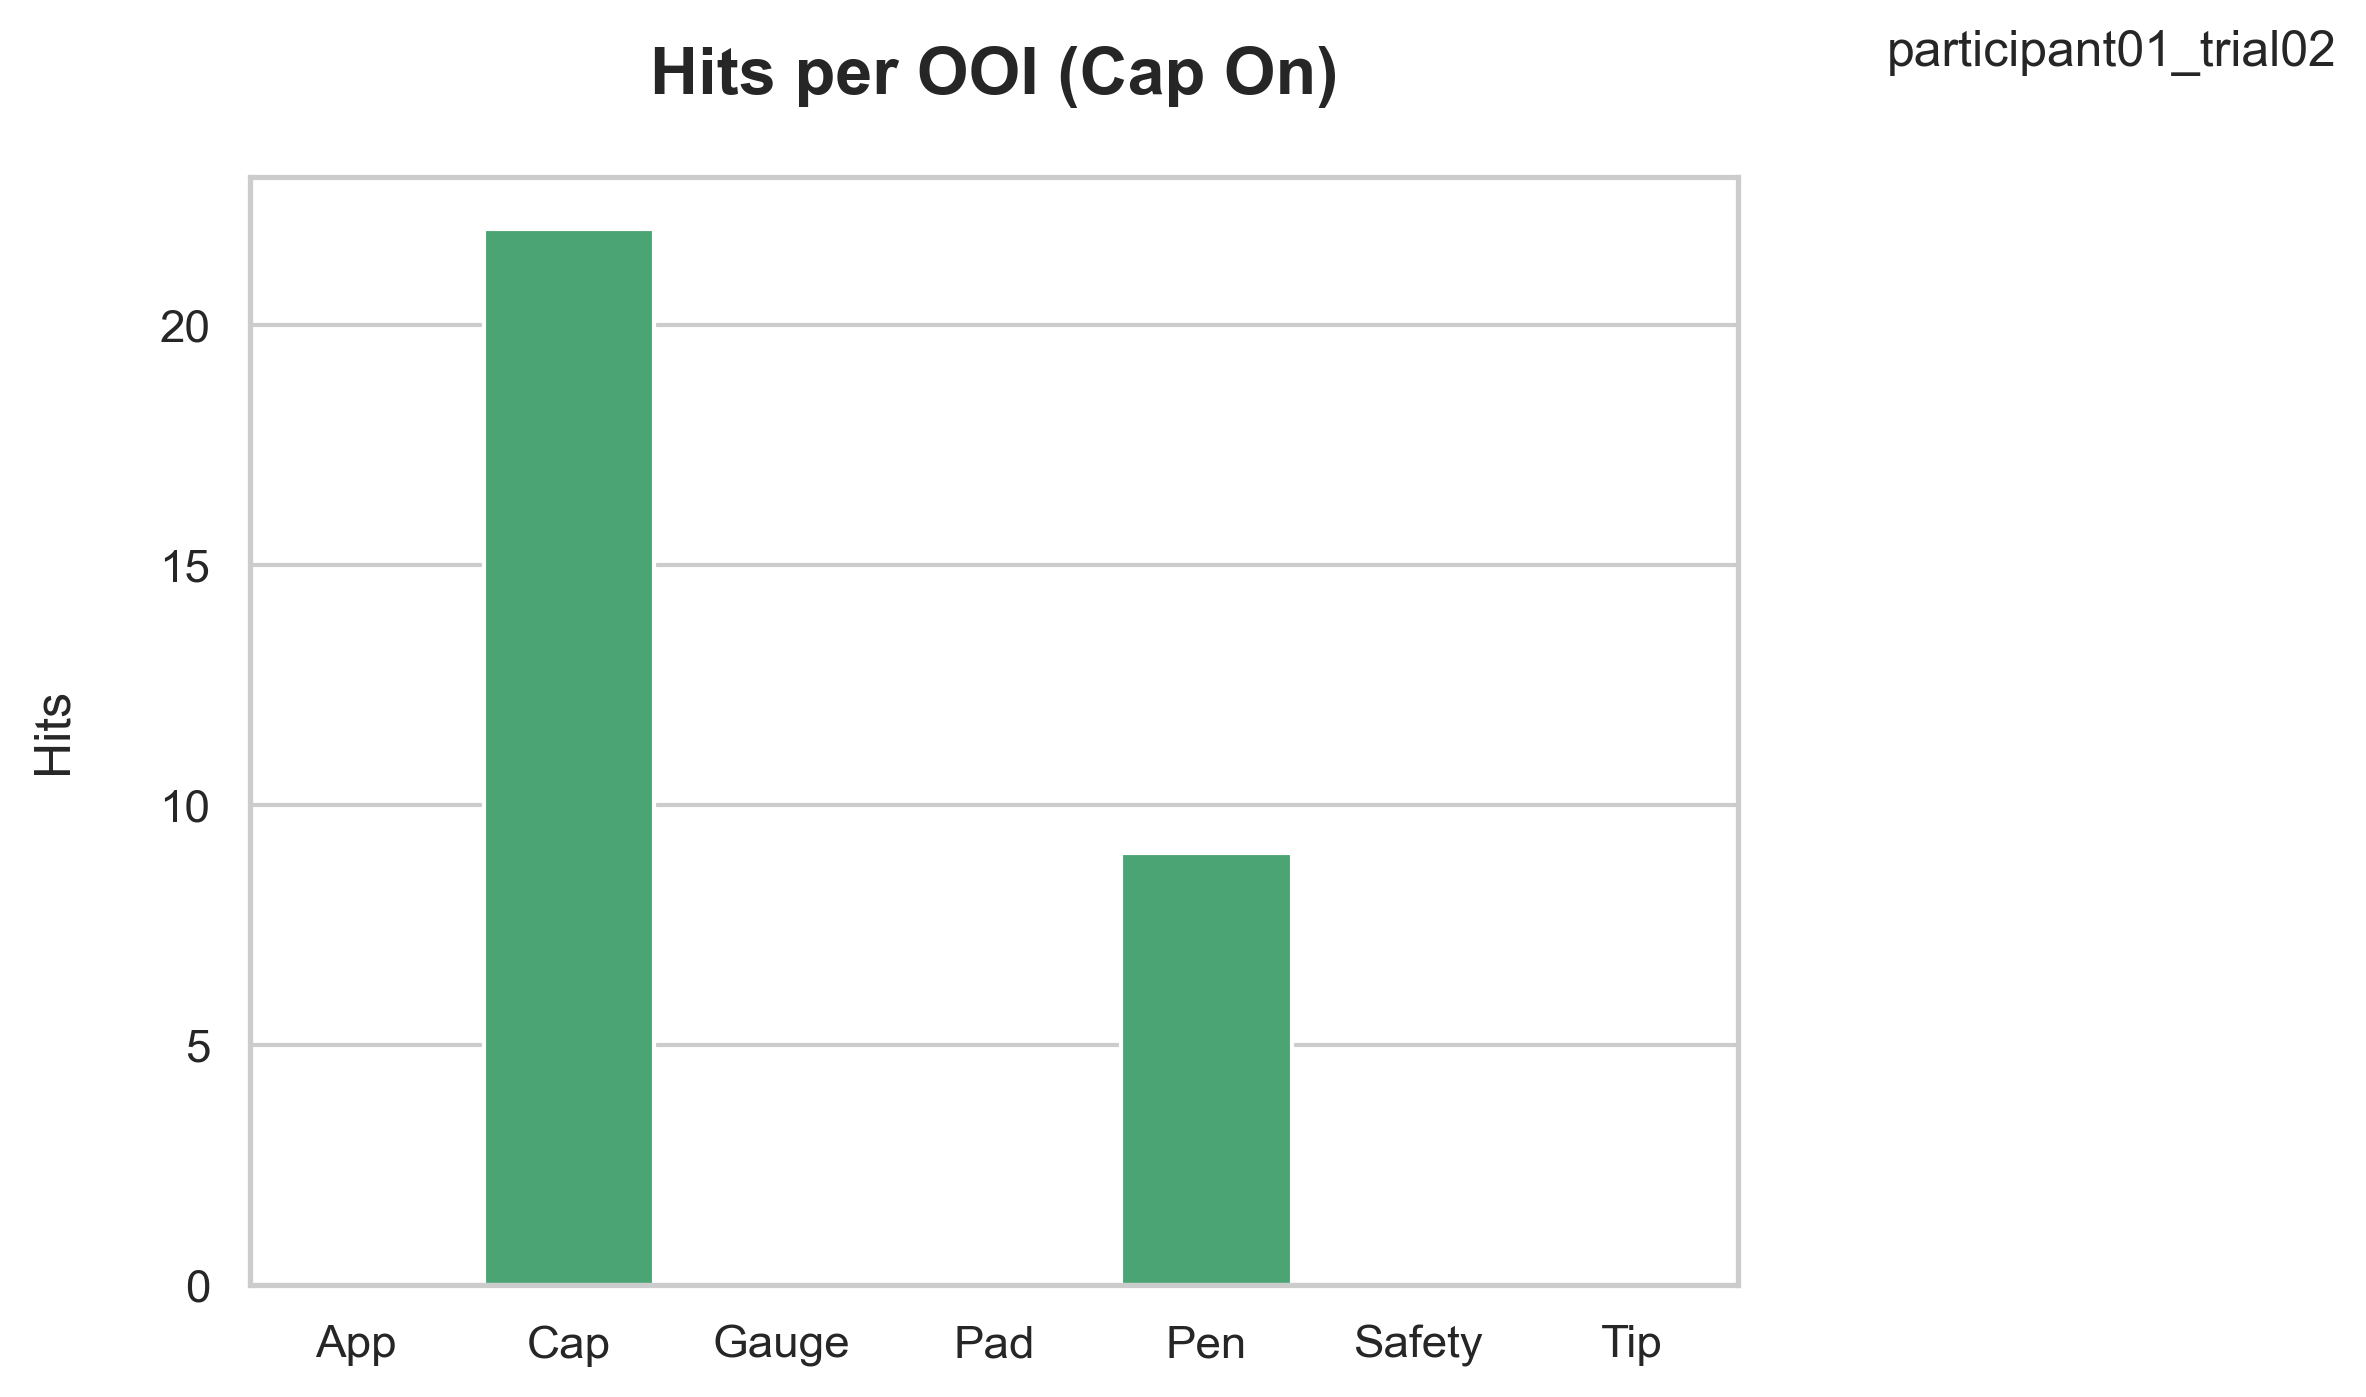 participant01_trial02
Hits per OOI (Cap On)
Hits
20
15
10
5
0
App Cap Gauge Pad Pen Safety Tip